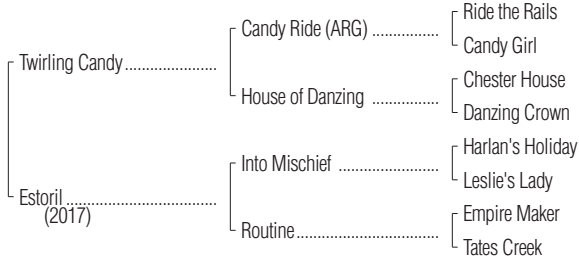 Ride the Rails
Candy Ride (ARG) ................
Candy Girl
Twirling Candy ......................
Chester House
House of Danzing ................
Danzing Crown
Harlan's Holiday
Into Mischief ........................
Leslie's Lady
Estoril ....................................
(2017)
Empire Maker
Routine ..................................
Tates Creek